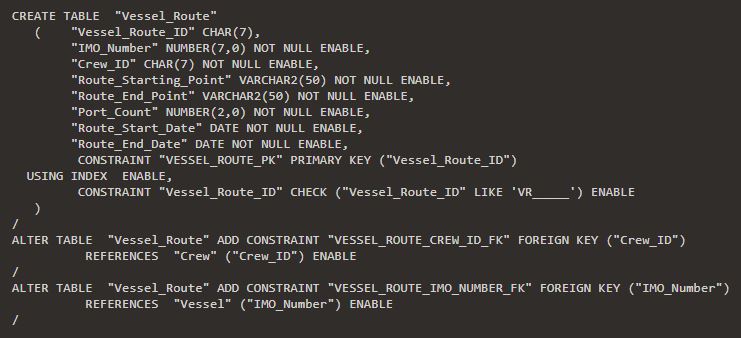 CREATE TABLE  "Vessel_Route"
   (    "Vessel_Route_ID" CHAR(7),
        "IMO_Number" NUMBER(7,0) NOT NULL ENABLE,
        "Crew_ID" CHAR(7) NOT NULL ENABLE,
        "Route_Starting_Point" VARCHAR2(50) NOT NULL ENABLE,
        "Route_End_Point" VARCHAR2(50) NOT NULL ENABLE,
        "Port_Count" NUMBER(2,0) NOT NULL ENABLE,
        "Route_Start_Date" DATE NOT NULL ENABLE,
        "Route_End_Date" DATE NOT NULL ENABLE,
         CONSTRAINT "VESSEL_ROUTE_PK" PRIMARY KEY ("Vessel_Route_ID")
  USING INDEX  ENABLE,
         CONSTRAINT "Vessel_Route_ID" CHECK ("Vessel_Route_ID" LIKE 'VR_____') ENABLE
   )
/
ALTER TABLE  "Vessel_Route" ADD CONSTRAINT "VESSEL_ROUTE_CREW_ID_FK" FOREIGN KEY ("Crew_ID")
          REFERENCES  "Crew" ("Crew_ID") ENABLE
/
ALTER TABLE  "Vessel_Route" ADD CONSTRAINT "VESSEL_ROUTE_IMO_NUMBER_FK" FOREIGN KEY ("IMO_Number")
          REFERENCES  "Vessel" ("IMO_Number") ENABLE
/